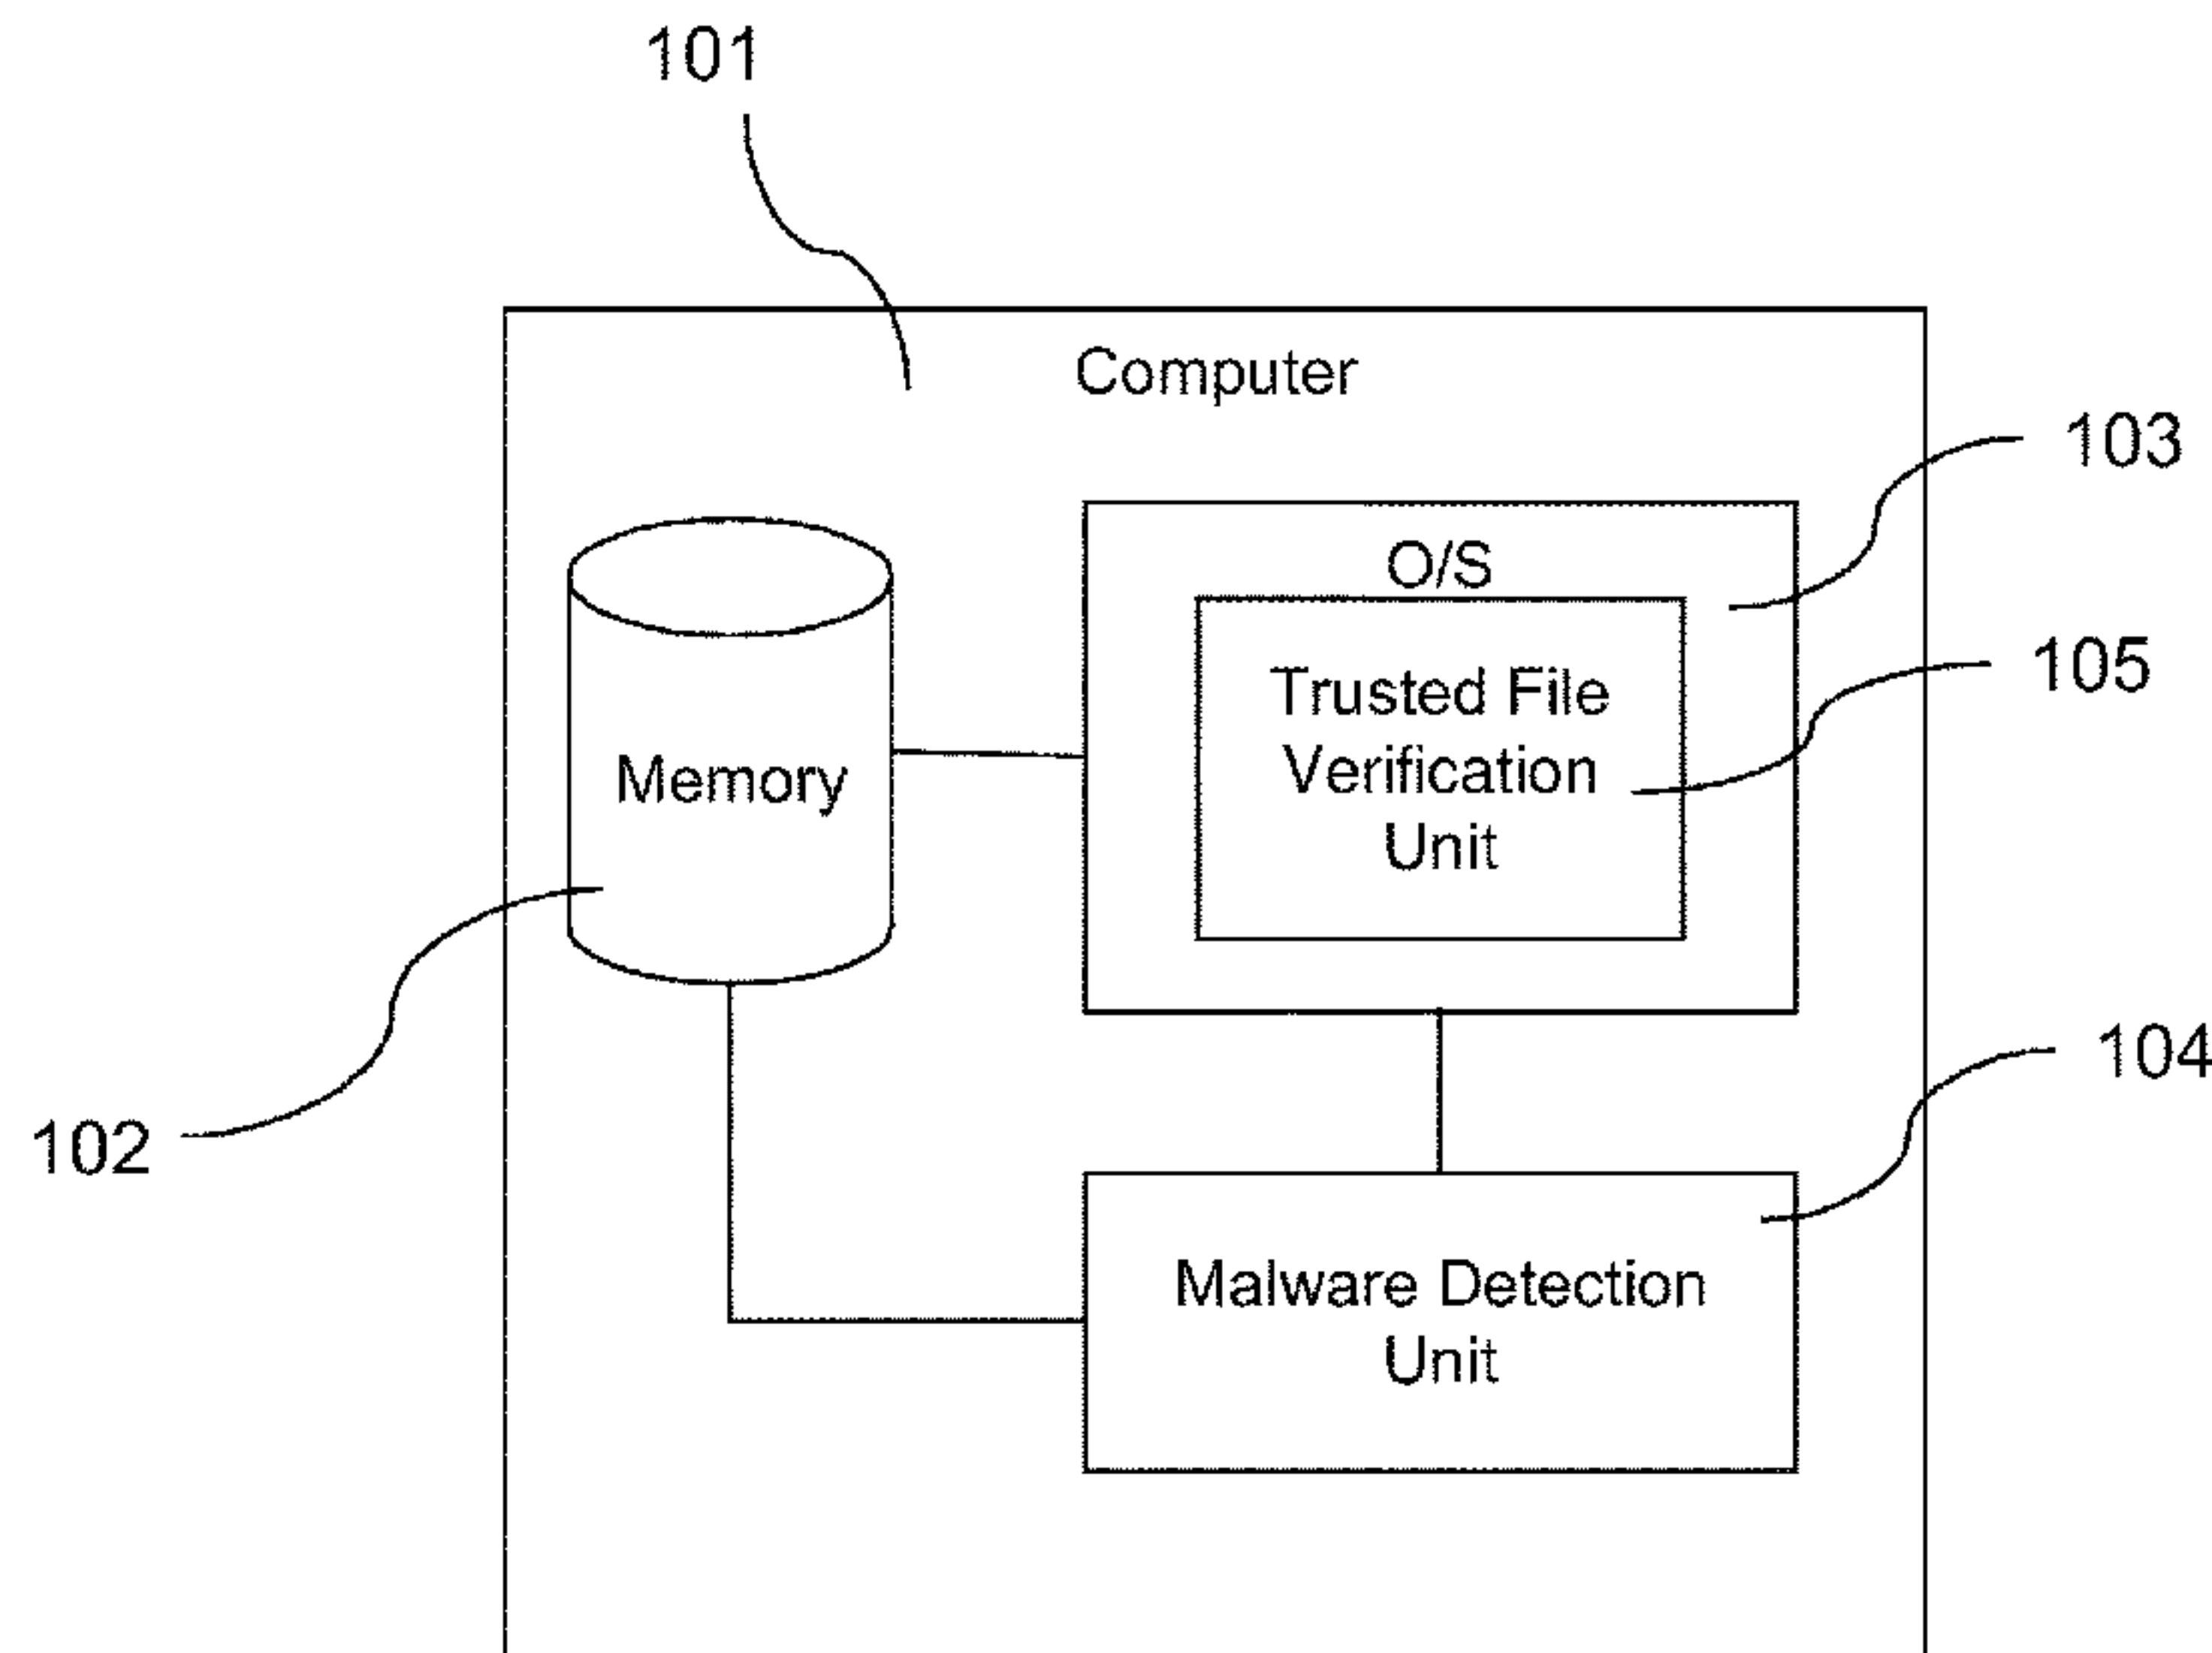 101
Computer
103
O/S
105
Trusted File
Verification
Unit
Memory
104
102
Malware Detection
Unit